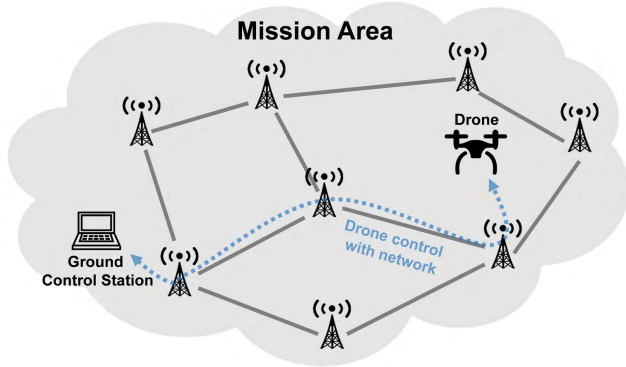 Mission Area
Drone
Drone control
with network
Ground
Control Station